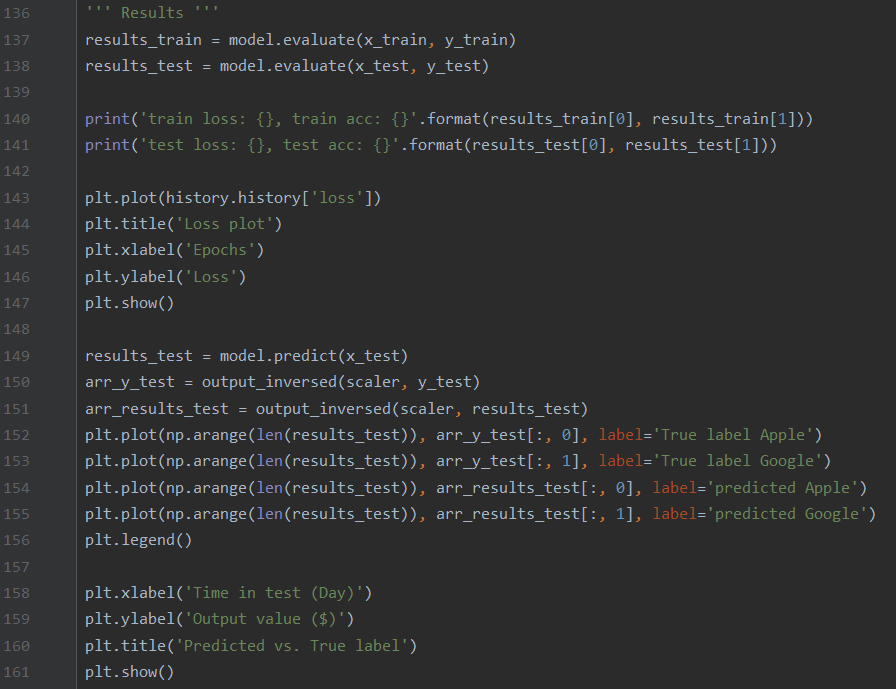 136 ''' Results '''
137 results_train = model.evaluate(x_train, y_train)
138 results_test = model.evaluate(x_test, y_test)
139
140 print('train loss: {}, train acc: {}'.format(results_train[0], results_train[1]))
141 print('test loss: {}, test acc: {}'.format(results_test[0], results_test[1]))
142
143 plt.plot(history.history['loss'])
144 plt.title('Loss plot')
145 plt.xlabel('Epochs')
146 plt.ylabel('Loss')
147 plt.show()
148
149 results_test = model.predict(x_test)
150 arr_y_test = output_inversed(scaler, y_test)
151 arr_results_test = output_inversed(scaler, results_test)
152 plt.plot(np.arange(len(results_test)), arr_y_test[:, 0], label='True label Apple')
153 plt.plot(np.arange(len(results_test)), arr_y_test[:, 1], label='True label Google')
154 plt.plot(np.arange(len(results_test)), arr_results_test[:, 0], label='predicted Apple')
155 plt.plot(np.arange(len(results_test)), arr_results_test[:, 1], label='predicted Google')
156 plt.legend()
157
158 plt.xlabel('Time in test (Day)')
159 plt.ylabel('Output value ($)')
160 plt.title('Predicted vs. True label')
161 plt.show()